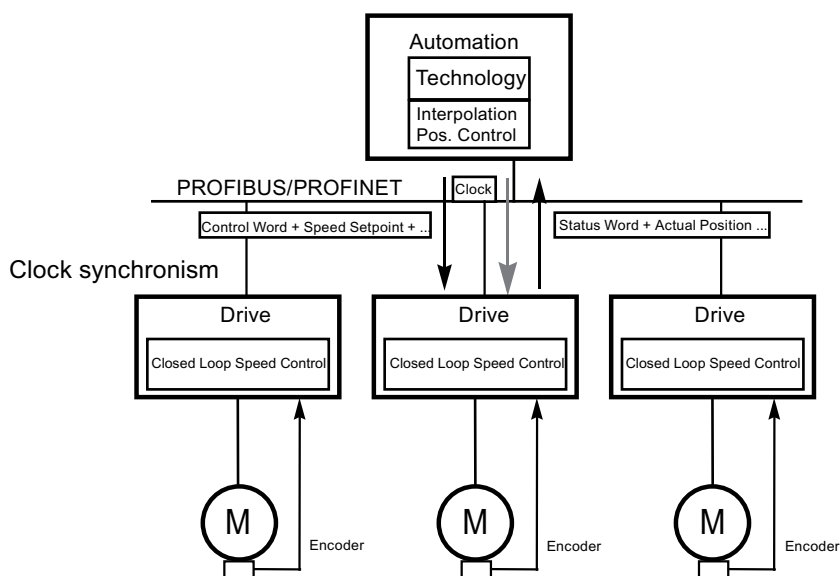 Automation
Technology
Interpolation
Pos. Control
PROFIBUS/PROFINET
Clock
Control Word + Speed Setpoint + ...
Status Word + Actual Position ...
Clock synchronism
Drive
Drive
Drive
Closed Loop Speed Control
Closed Loop Speed Control
Closed Loop Speed Control
M
M
M
Encoder
Encoder
Encoder